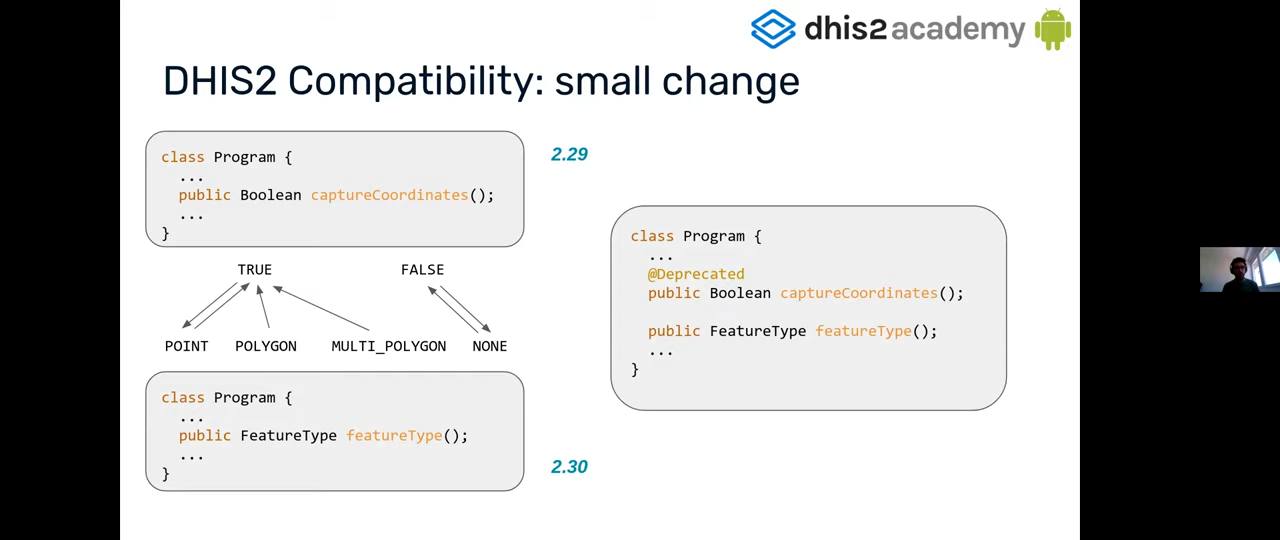 dhis2 academy
DHIS2 Compatibility: small change
class Program {
...
public Boolean captureCoordinates();
...
}
2.29
TRUE FALSE
POINT POLYGON MULTI_POLYGON NONE
class Program {
...
public FeatureType featureType();
...
}
2.30
class Program {
...
@Deprecated
public Boolean captureCoordinates();
public FeatureType featureType();
...
}